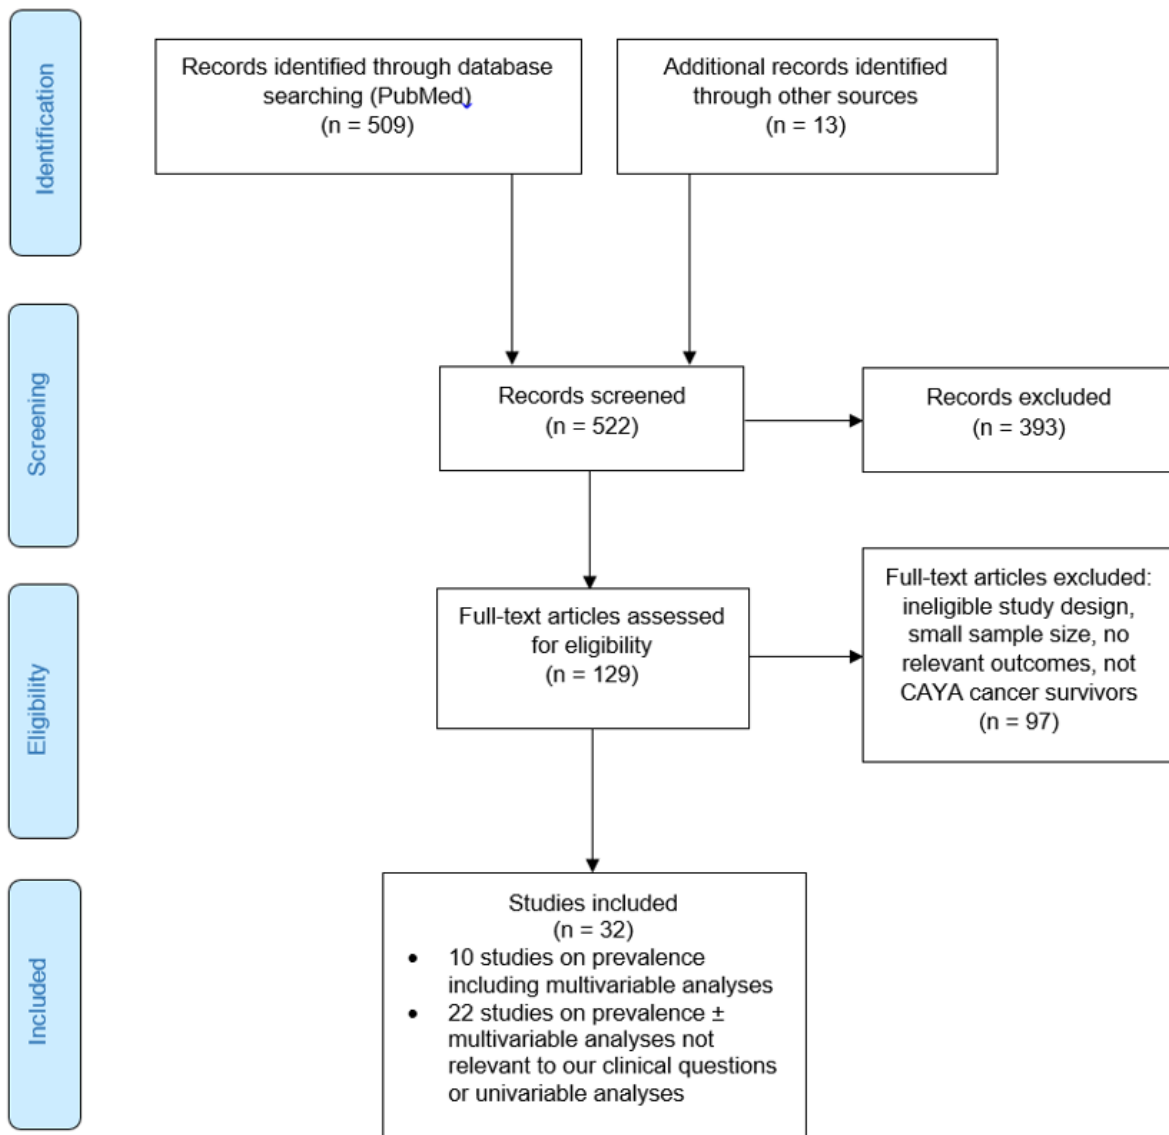 Identification
Records identified through database
searching (PubMed)
(n = 509)
Additional records identified
through other sources
(n = 13)
Screening
Records screened
(n = 522)
Records excluded
(n = 393)
Eligibility
Full-text articles assessed
for eligibility
(n = 129)
Full-text articles excluded:
ineligible study design,
small sample size, no
relevant outcomes, not
CAYA cancer survivors
(n = 97)
Included
Studies included
(n = 32)
• 10 studies on prevalence
including multivariable analyses
• 22 studies on prevalence ±
multivariable analyses not
relevant to our clinical questions
or univariable analyses